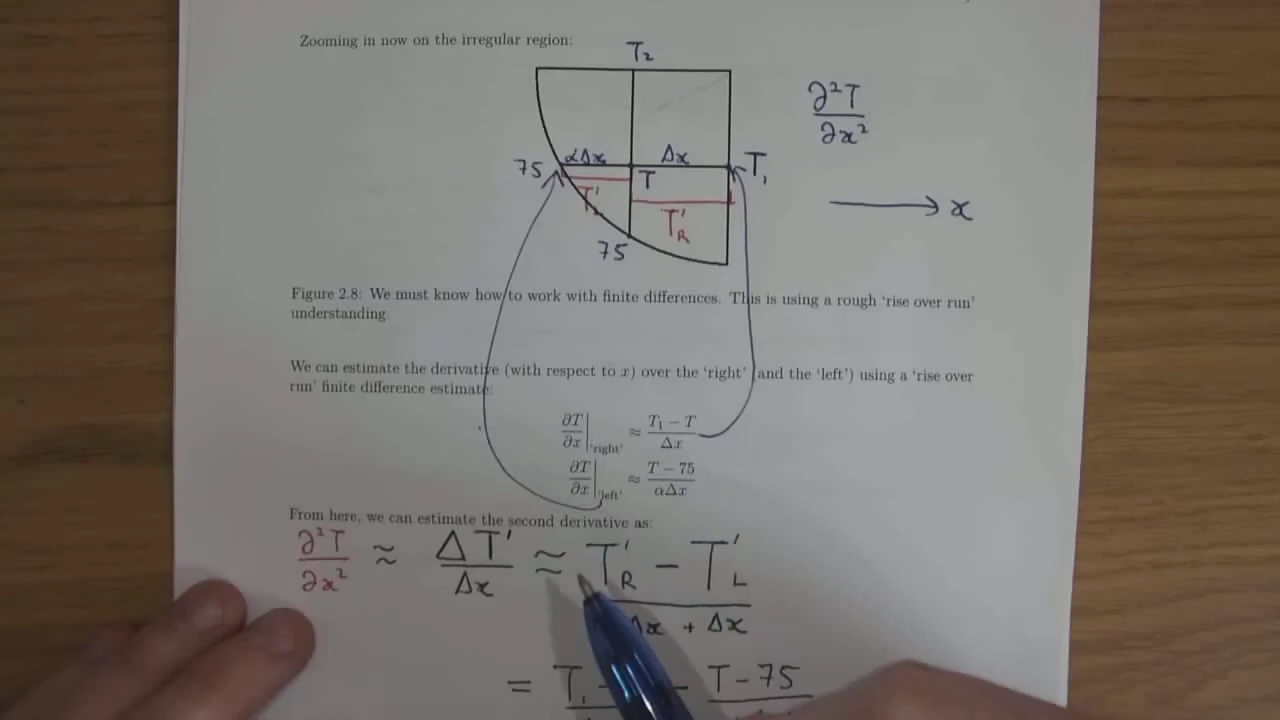 Zooming in now on the irregular region:
T₂
∂²T
∂x²
75 αΔx Δx T₁
T
T'L T'R
x
75
Figure 2.8: We must know how to work with finite differences. This is using a rough ‘rise over run’
understanding.
We can estimate the derivative (with respect to x) over the ‘right’ (and the ‘left’) using a ‘rise over
run’ finite difference estimate:
∂T/∂x |‘right’ ≈ (T₁ − T)/Δx
∂T/∂x |‘left’ ≈ (T − 75)/(αΔx)
From here, we can estimate the second derivative as:
∂²T/∂x² ≈ ΔT'/Δx ≈ (T'R − T'L)/(Δx + Δx)
= T₁ − − T − 75